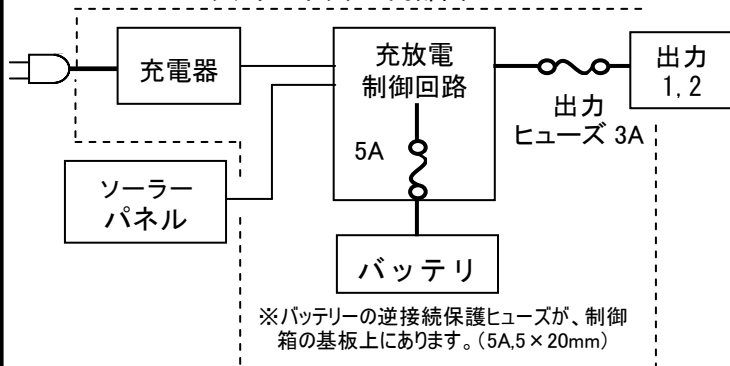 充電器
充放電
制御回路
出力
1, 2
出力
ヒューズ 3A
5A
ソーラー
パネル
バッテリ
※バッテリーの逆接続保護ヒューズが、制御
箱の基板上にあります。(5A,5×20mm)